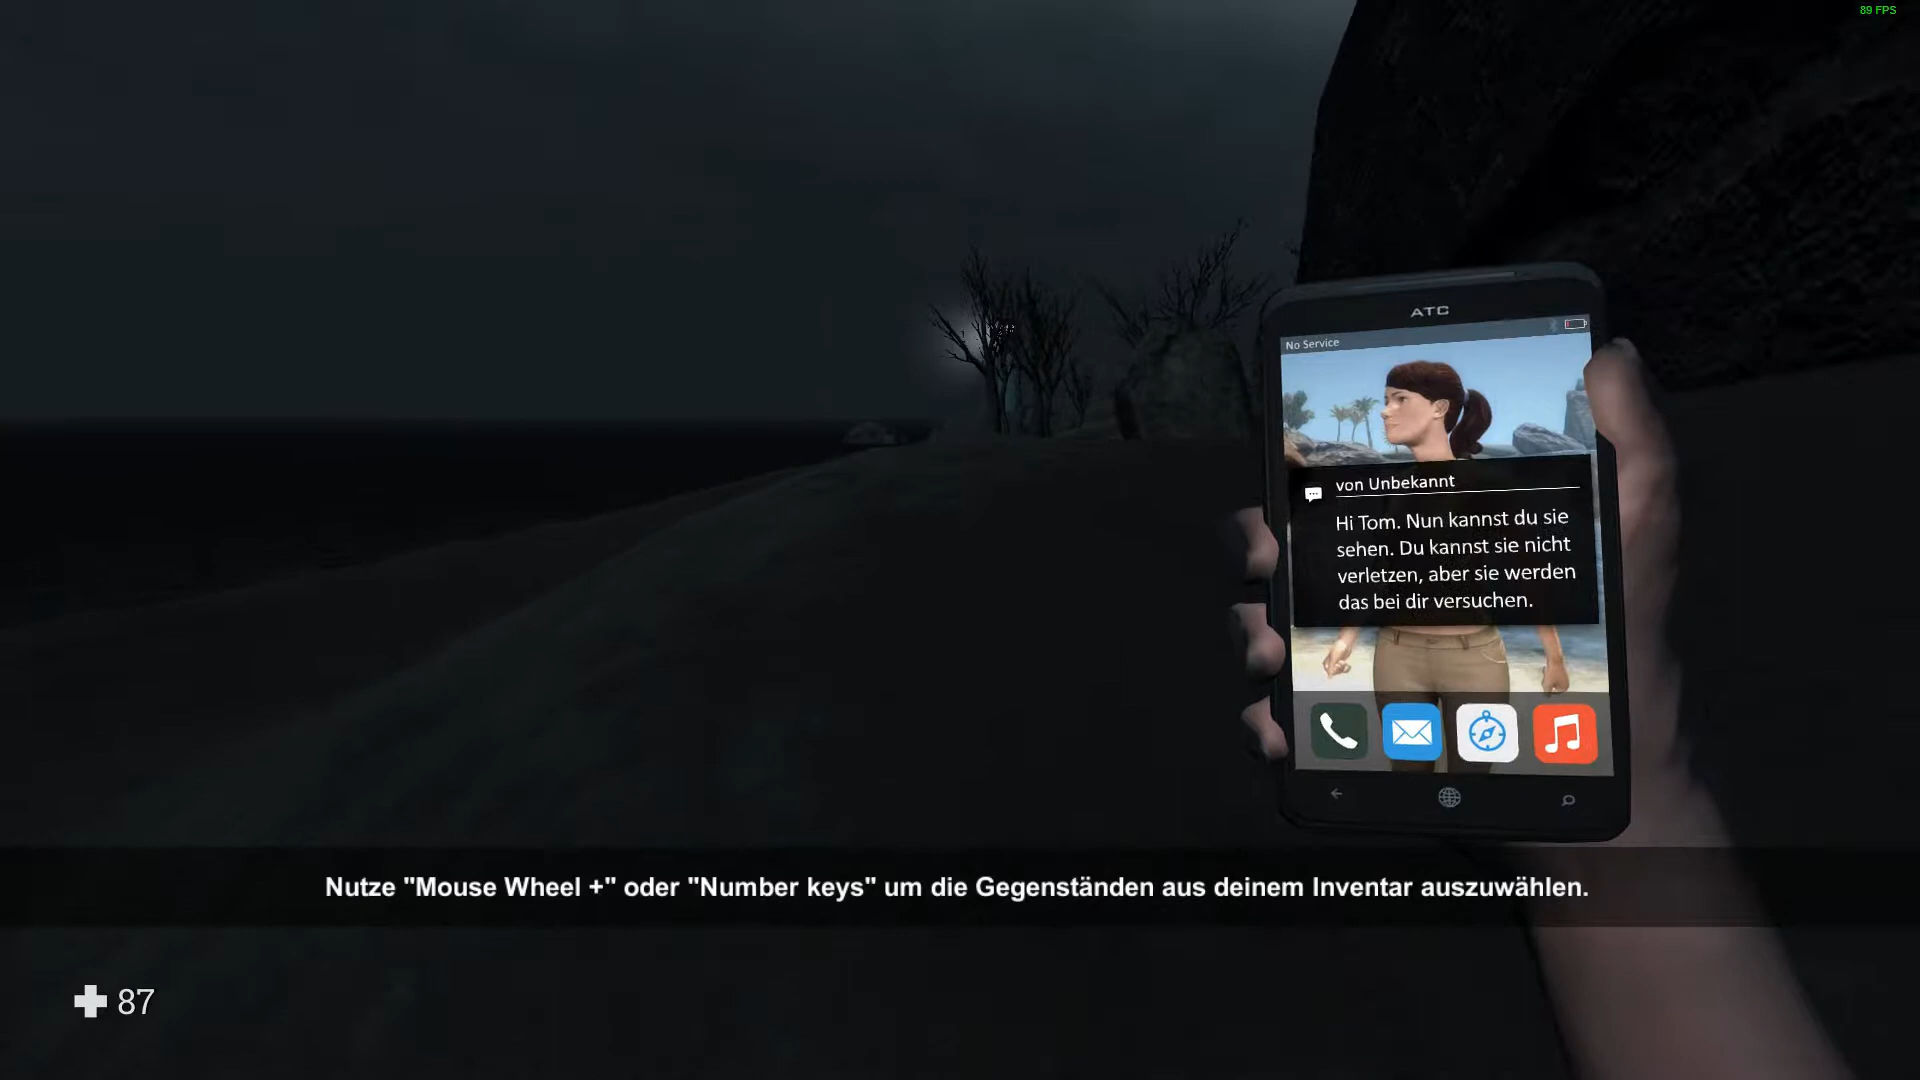 89 FPS
ATC
No Service
von Unbekannt
Hi Tom. Nun kannst du sie
sehen. Du kannst sie nicht
verletzen, aber sie werden
das bei dir versuchen.
Nutze "Mouse Wheel +" oder "Number keys" um die Gegenständen aus deinem Inventar auszuwählen.
87